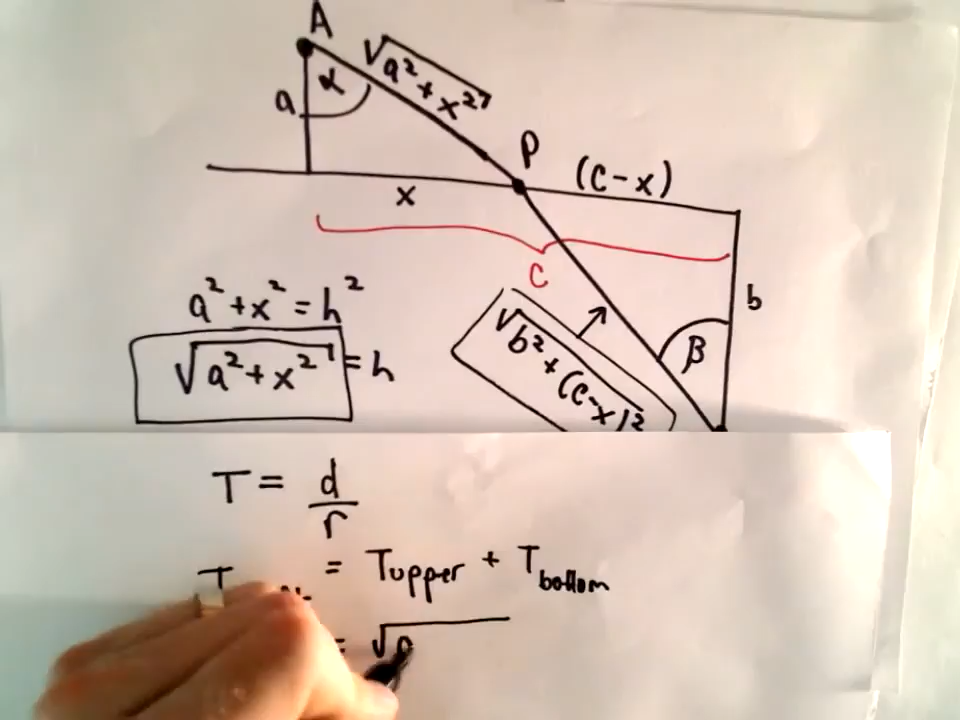 A
α
√(a² + x²)
a
P
(c-x)
x
c
b
β
a² + x² = h²
√(a² + x²) = h
√(b² + (c-x)²
T = d/r
T = Tupper + Tbottom
= √a